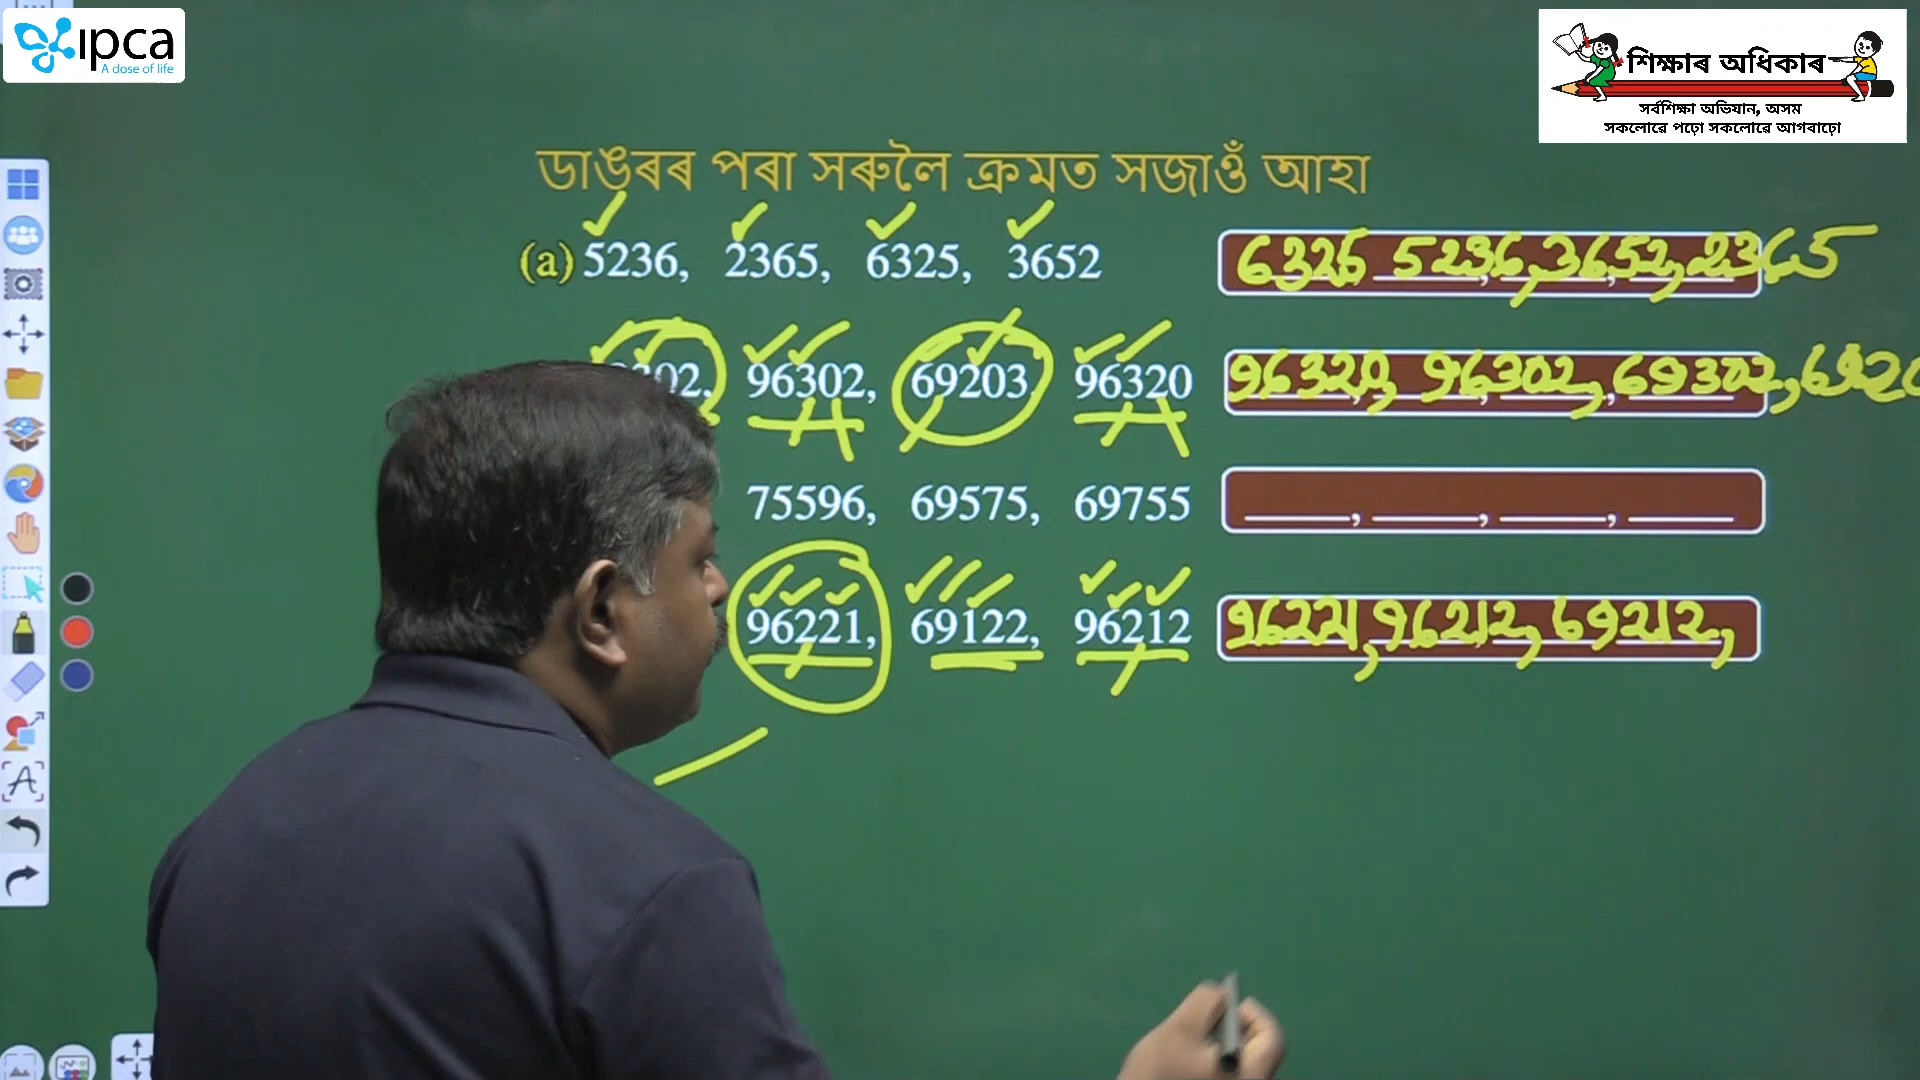 ipca
A dose of life
শিক্ষাৰ অধিকাৰ
সৰ্বশিক্ষা অভিযান, অসম
সকলোৱে পঢ়ো সকলোৱে আগবাঢ়ো
ডাঙৰৰ পৰা সৰুলৈ ক্ৰমত সজাওঁ আহা
(a) 5236, 2365, 6325, 3652 6325 5236, 3652, 2365
96302, 69203, 96320 96320, 96302, 69302,
75596, 69575, 69755
96221, 69122, 96212 96221, 96212, 69212,